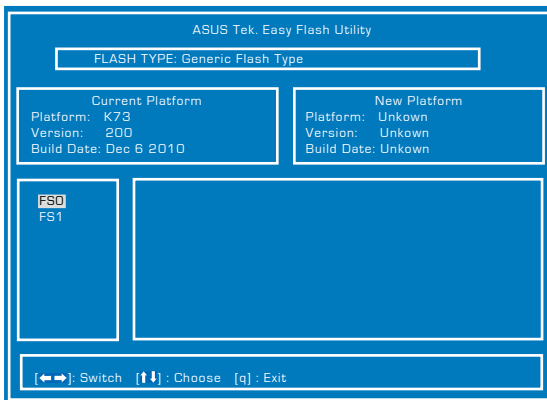 ASUS Tek. Easy Flash Utility
FLASH TYPE: Generic Flash Type
Current Platform
Platform: K73
Version: 200
Build Date: Dec 6 2010
New Platform
Platform: Unkown
Version: Unkown
Build Date: Unkown
FS0
FS1
[←→]: Switch [↑↓] : Choose [q] : Exit